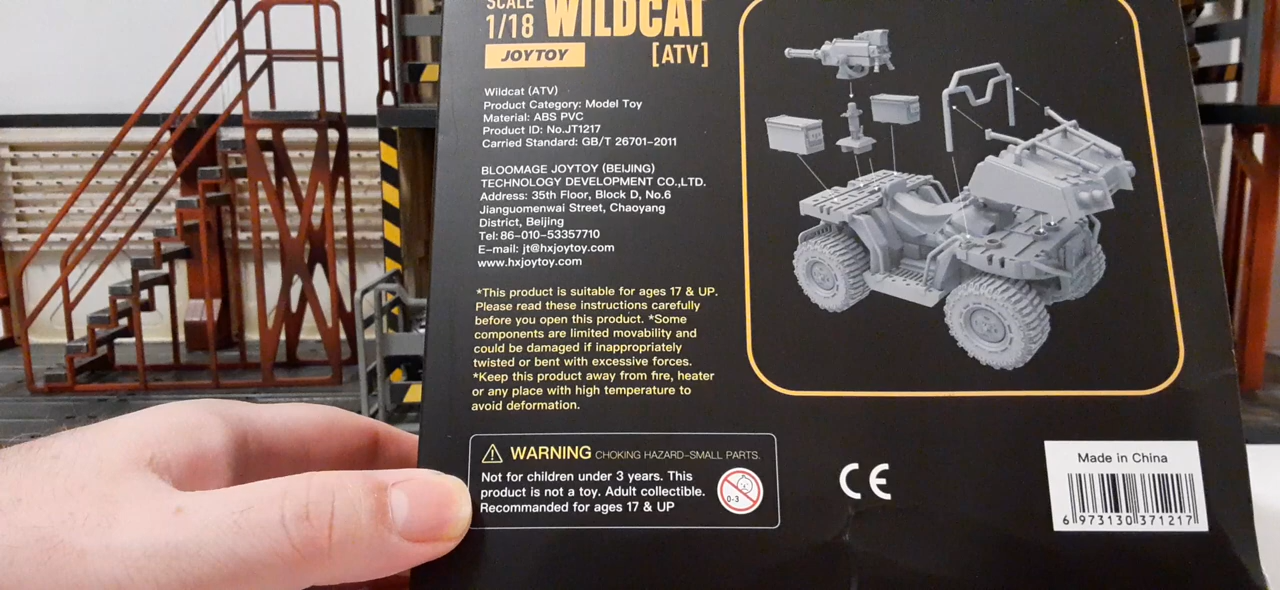 SCALE
1/18 WILDCAT
JOYTOY [ATV]
Wildcat (ATV)
Product Category: Model Toy
Material: ABS PVC
Product ID: No.JT1217
Carried Standard: GB/T 26701-2011
BLOOMAGE JOYTOY (BEIJING)
TECHNOLOGY DEVELOPMENT CO.,LTD.
Address: 35th Floor, Block D, No.6
Jianguomenwai Street, Chaoyang
District, Beijing
Tel:86-010-53357710
E-mail: jt@hxjoytoy.com
www.hxjoytoy.com
*This product is suitable for ages 17 & UP.
Please read these instructions carefully
before you open this product. *Some
components are limited movability and
could be damaged if inappropriately
twisted or bent with excessive forces.
*Keep this product away from fire, heater
or any place with high temperature to
avoid deformation.
WARNING CHOKING HAZARD-SMALL PARTS.
Not for children under 3 years. This
product is not a toy. Adult collectible.
Recommanded for ages 17 & UP
0-3
CE
Made in China
6 973130 371217